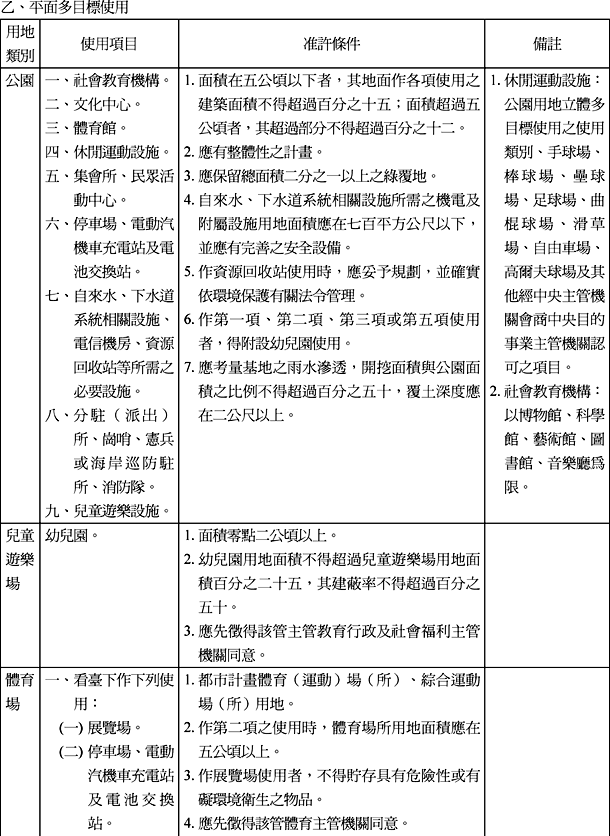 乙、平面多目標使用
用地
類別
使用項目
准許條件
備註
公園
一、社會教育機構。
二、文化中心。
三、體育館。
四、休閒運動設施。
五、集會所、民眾活
動中心。
六、停車場、電動汽
機車充電站及電
池交換站。
七、自來水、下水道
系統相關設施、
電信機房、資源
回收站等所需之
必要設施。
八、分駐（派出）
所、崗哨、憲兵
或海岸巡防駐
所、消防隊。
九、兒童遊樂設施。
1. 面積在五公頃以下者，其地面作各項使用之
建築面積不得超過百分之十五；面積超過五
公頃者，其超過部分不得超過百分之十二。
2. 應有整體性之計畫。
3. 應保留總面積二分之一以上之綠覆地。
4. 自來水、下水道系統相關設施所需之機電及
附屬設施用地面積應在七百平方公尺以下，
並應有完善之安全設備。
5. 作資源回收站使用時，應妥予規劃，並確實
依環境保護有關法令管理。
6. 作第一項、第二項、第三項或第五項使用
者，得附設幼兒園使用。
7. 應考量基地之雨水滲透，開挖面積與公園面
積之比例不得超過百分之五十，覆土深度應
在二公尺以上。
1. 休閒運動設施：
公園用地立體多
目標使用之使用
類別、手球場、
棒球場、壘球
場、足球場、曲
棍球場、滑草
場、自由車場、
高爾夫球場及其
他經中央主管機
關會商中央目的
事業主管機關認
可之項目。
2. 社會教育機構：
以博物館、科學
館、藝術館、圖
書館、音樂廳為
限。
兒童
遊樂
場
幼兒園。
1. 面積零點二公頃以上。
2. 幼兒園用地面積不得超過兒童遊樂場用地面
積百分之二十五，其建蔽率不得超過百分之
五十。
3. 應先徵得該管主管教育行政及社會福利主管
機關同意。
體育
場
一、看臺下作下列使
用：
(一) 展覽場。
(二) 停車場、電動
汽機車充電站
及電池交換
站。
1. 都市計畫體育（運動）場（所）、綜合運動
場（所）用地。
2. 作第二項之使用時，體育場所用地面積應在
五公頃以上。
3. 作展覽場使用者，不得貯存具有危險性或有
礙環境衛生之物品。
4. 應先徵得該管體育主管機關同意。